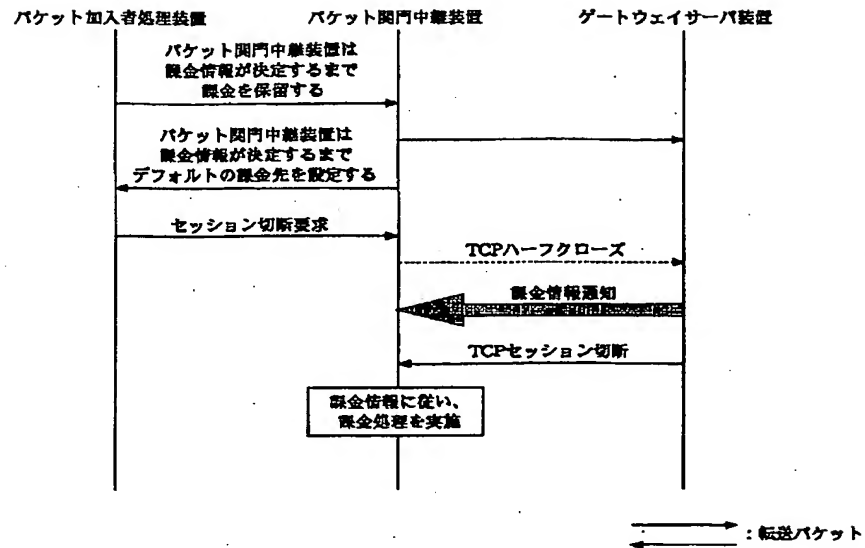 パケット加入者処理装置
パケット関門中継装置
ゲートウェイサーバ装置
パケット関門中継装置は
課金情報が決定するまで
課金を保留する
パケット関門中継装置は
課金情報が決定するまで
デフォルトの課金先を設定する
セッション切断要求
TCPハーフクローズ
課金情報通知
TCPセッション切断
課金情報に従い、
課金処理を実施
：転送パケット